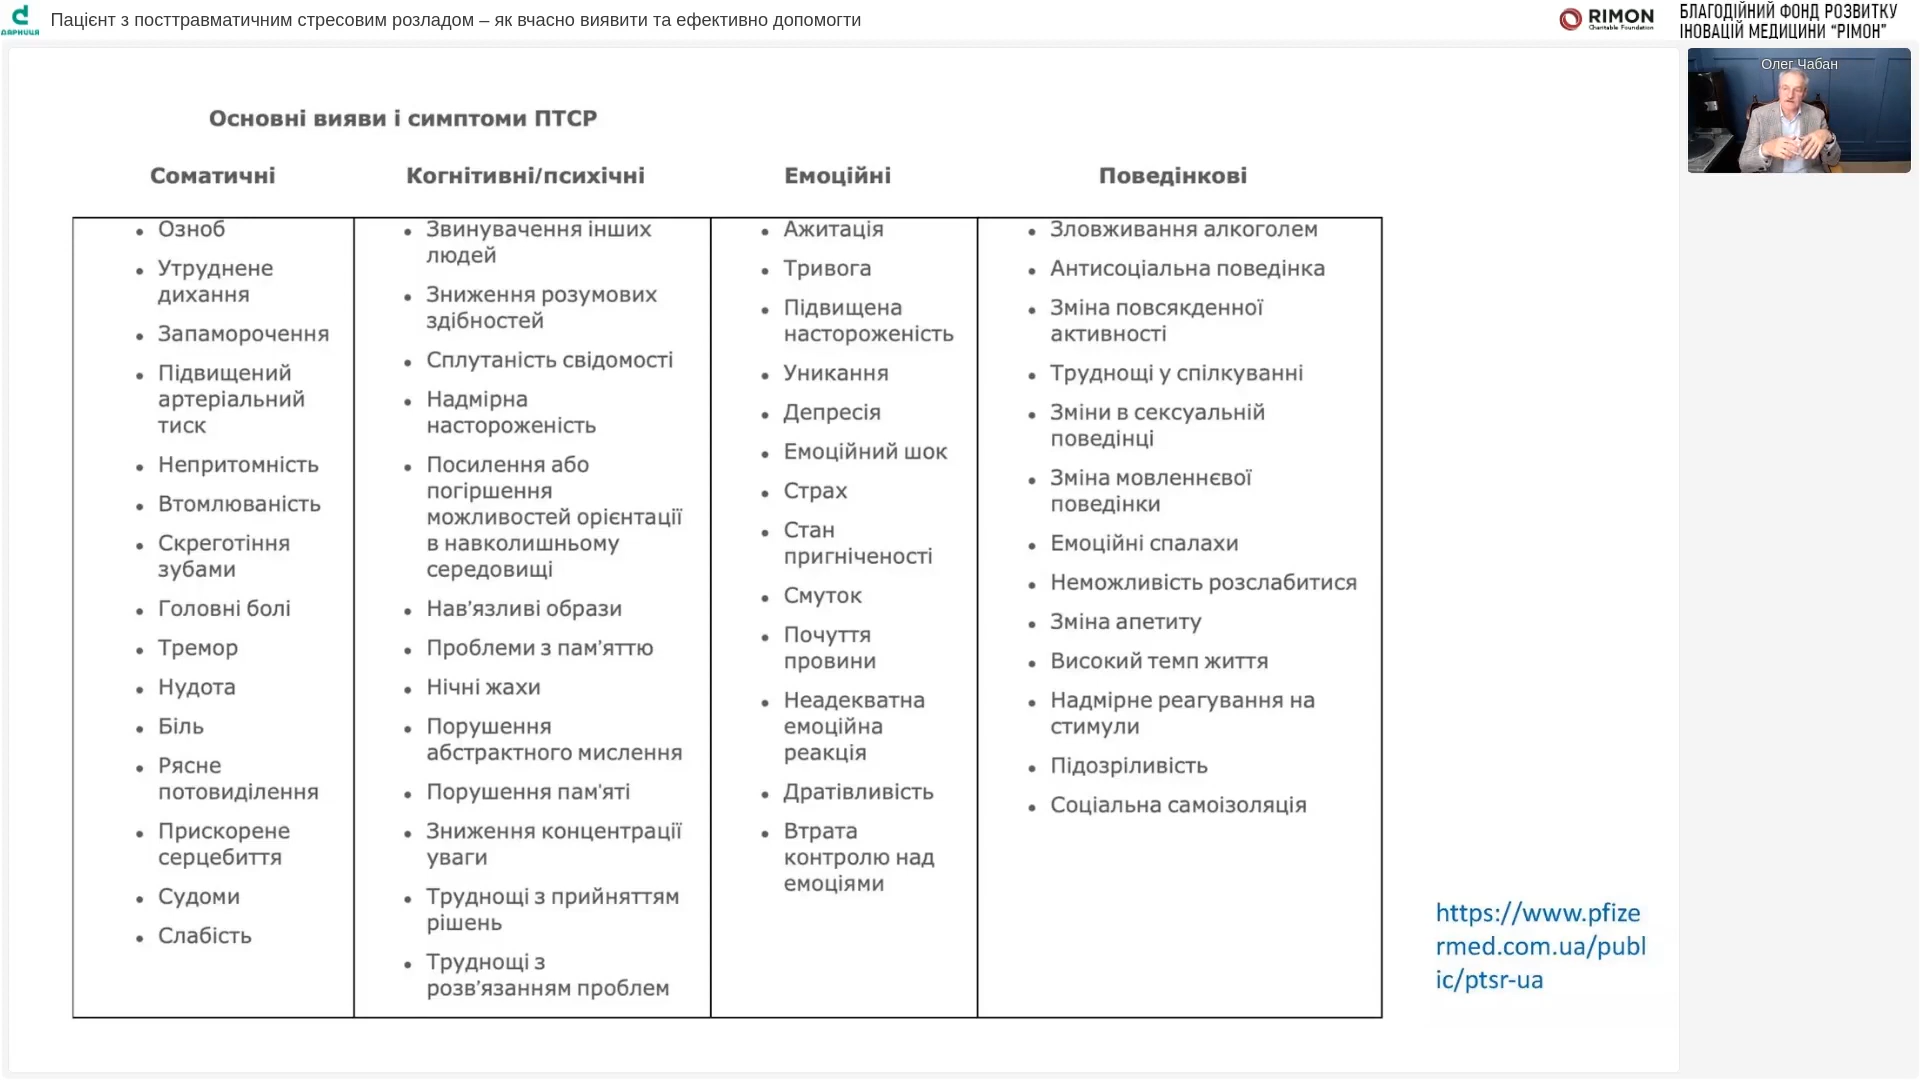 ДАРНИЦЯ
Пацієнт з посттравматичним стресовим розладом – як вчасно виявити та ефективно допомогти
RIMON
Charitable Foundation
БЛАГОДІЙНИЙ ФОНД РОЗВИТКУ
ІНОВАЦІЙ МЕДИЦИНИ “РІМОН”
Олег Чабан
Основні вияви і симптоми ПТСР
Соматичні
Озноб
Утруднене
дихання
Запаморочення
Підвищений
артеріальний
тиск
Непритомність
Втомлюваність
Скреготіння
зубами
Головні болі
Тремор
Нудота
Біль
Рясне
потовиділення
Прискорене
серцебиття
Судоми
Слабість
Когнітивні/психічні
Звинувачення інших
людей
Зниження розумових
здібностей
Сплутаність свідомості
Надмірна
настороженість
Посилення або
погіршення
можливостей орієнтації
в навколишньому
середовищі
Нав’язливі образи
Проблеми з пам’яттю
Нічні жахи
Порушення
абстрактного мислення
Порушення пам'яті
Зниження концентрації
уваги
Труднощі з прийняттям
рішень
Труднощі з
розв’язанням проблем
Емоційні
Ажитація
Тривога
Підвищена
настороженість
Уникання
Депресія
Емоційний шок
Страх
Стан
пригніченості
Смуток
Почуття
провини
Неадекватна
емоційна
реакція
Дратівливість
Втрата
контролю над
емоціями
Поведінкові
Зловживання алкоголем
Антисоціальна поведінка
Зміна повсякденної
активності
Труднощі у спілкуванні
Зміни в сексуальній
поведінці
Зміна мовленнєвої
поведінки
Емоційні спалахи
Неможливість розслабитися
Зміна апетиту
Високий темп життя
Надмірне реагування на
стимули
Підозріливість
Соціальна самоізоляція
https://www.pfize
rmed.com.ua/publ
ic/ptsr-ua